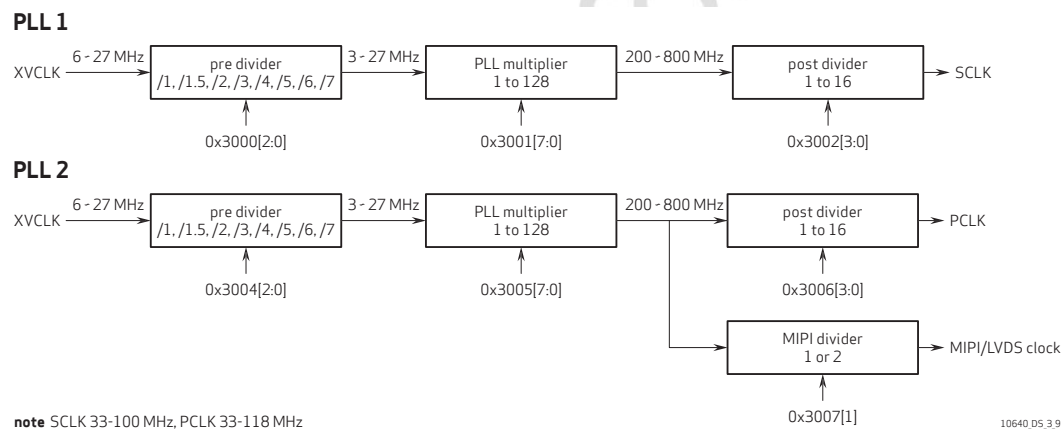 PLL 1
6 - 27 MHz
XVCLK
pre divider
/1, /1.5, /2, /3, /4, /5, /6, /7
0x3000[2:0]
3 - 27 MHz
PLL multiplier
1 to 128
0x3001[7:0]
200 - 800 MHz
post divider
1 to 16
0x3002[3:0]
SCLK
PLL 2
6 - 27 MHz
XVCLK
pre divider
/1, /1.5, /2, /3, /4, /5, /6, /7
0x3004[2:0]
3 - 27 MHz
PLL multiplier
1 to 128
0x3005[7:0]
200 - 800 MHz
post divider
1 to 16
0x3006[3:0]
PCLK
MIPI divider
1 or 2
0x3007[1]
MIPI/LVDS clock
note SCLK 33-100 MHz, PCLK 33-118 MHz
10640_DS_3_9